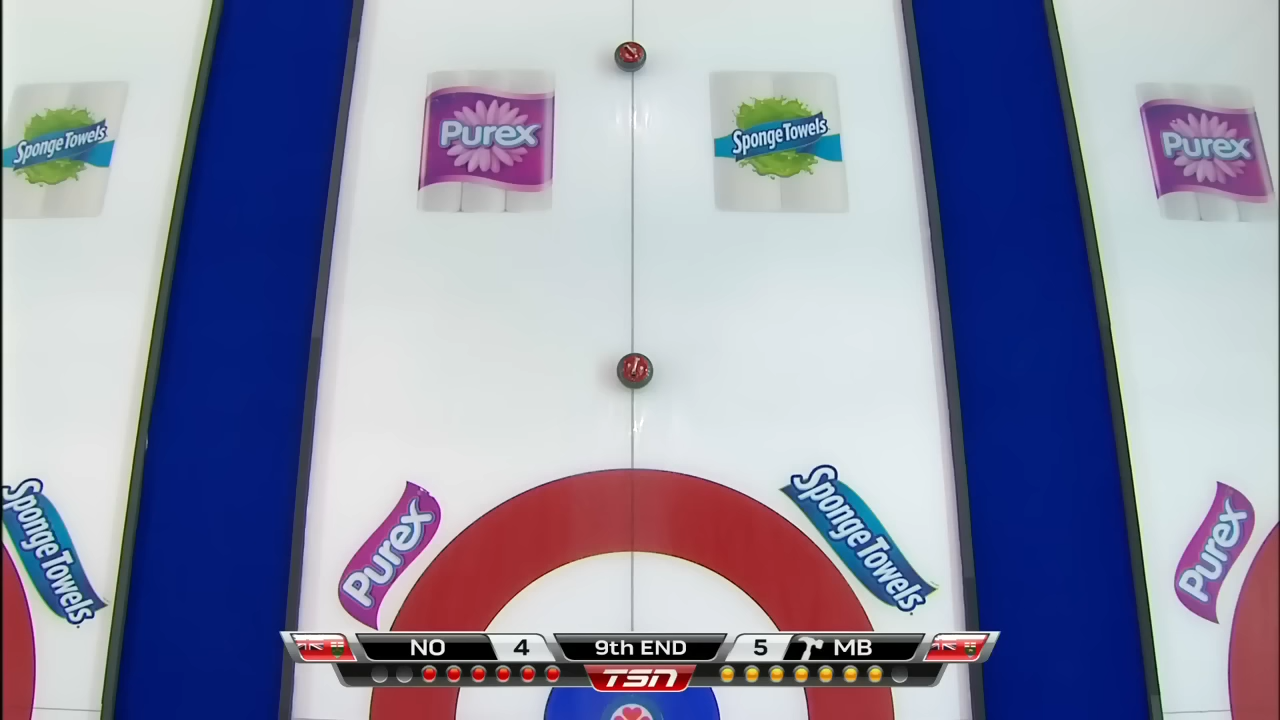 Purex
SpongeTowels
SpongeTowels
Purex
SpongeTowels
Purex
SpongeTowels
Purex
NO 4 9th END 5 MB
TSN